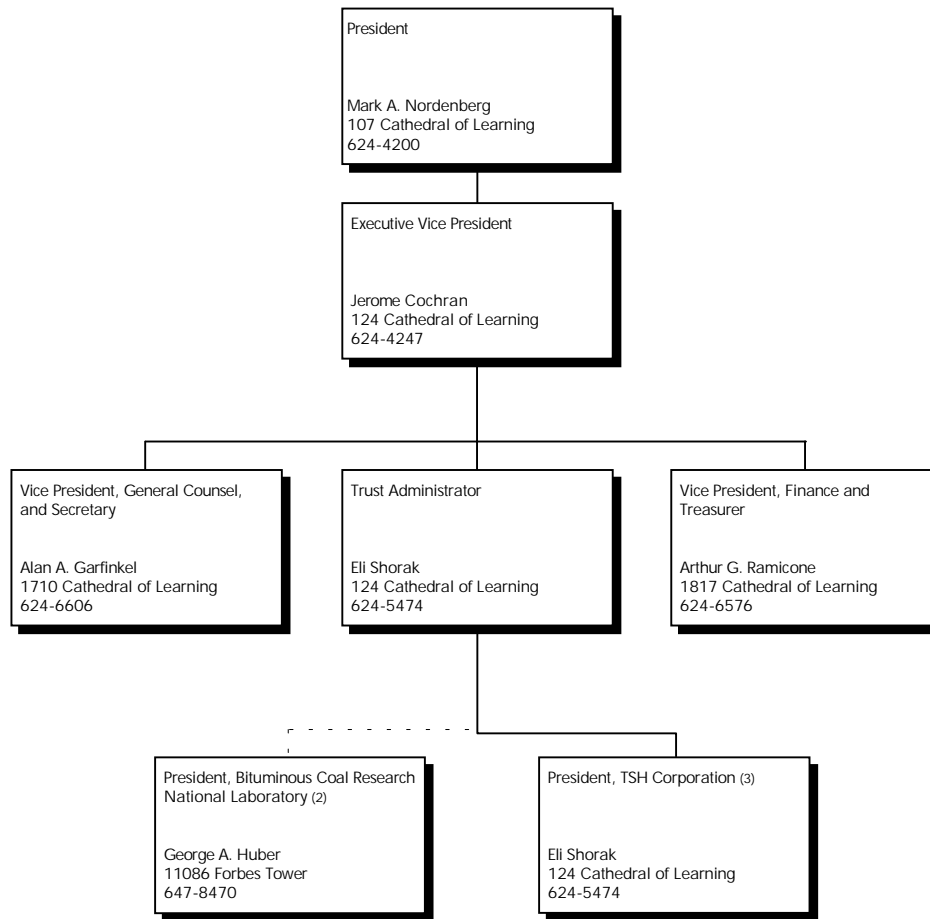 President
Mark A. Nordenberg
107 Cathedral of Learning
624-4200
Executive Vice President
Jerome Cochran
124 Cathedral of Learning
624-4247
Vice President, General Counsel,
and Secretary
Alan A. Garfinkel
1710 Cathedral of Learning
624-6606
Trust Administrator
Eli Shorak
124 Cathedral of Learning
624-5474
Vice President, Finance and
Treasurer
Arthur G. Ramicone
1817 Cathedral of Learning
624-6576
President, Bituminous Coal Research
National Laboratory (2)
George A. Huber
11086 Forbes Tower
647-8470
President, TSH Corporation (3)
Eli Shorak
124 Cathedral of Learning
624-5474